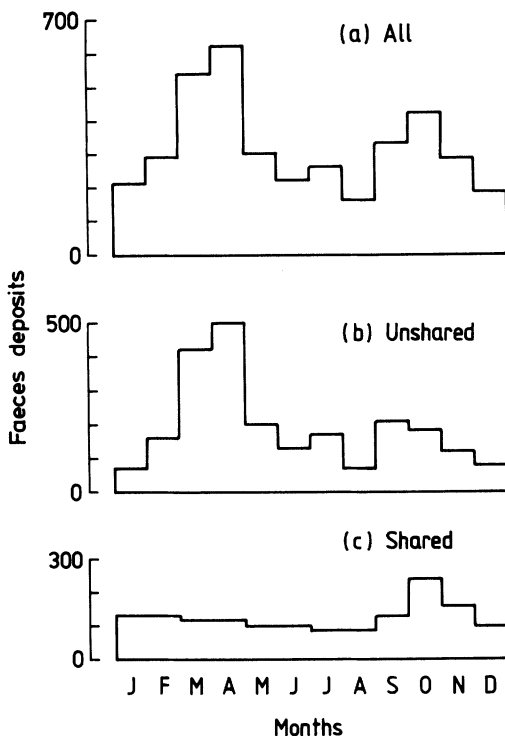 700
(a) All
0
Faeces deposits
500
(b) Unshared
0
(c) Shared
300
0
J F M A M J J A S O N D
Months